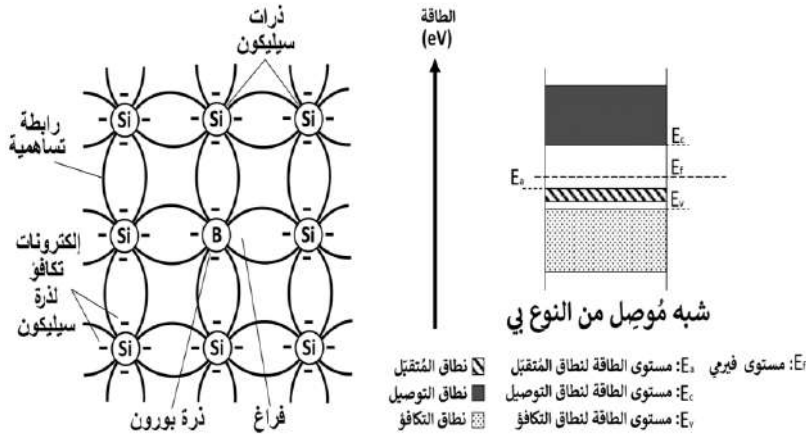 ذرات
سيليكون
رابطة
تساهمية
Si
Si
Si
Si
B
Si
إلكترونات
تكافؤ
لذرة
سيليكون
Si
Si
Si
ذرة بورون
فراغ
الطاقة
(eV)
E꜀
E𝒻
Eₐ
Eᵥ
شبه مُوصِل من النوع بي
نطاق المُتقبّل
Eₐ: مستوى الطاقة لنطاق المُتقبّل
E𝒻: مستوى فيرمي
نطاق التوصيل
E꜀: مستوى الطاقة لنطاق التوصيل
نطاق التكافؤ
Eᵥ: مستوى الطاقة لنطاق التكافؤ